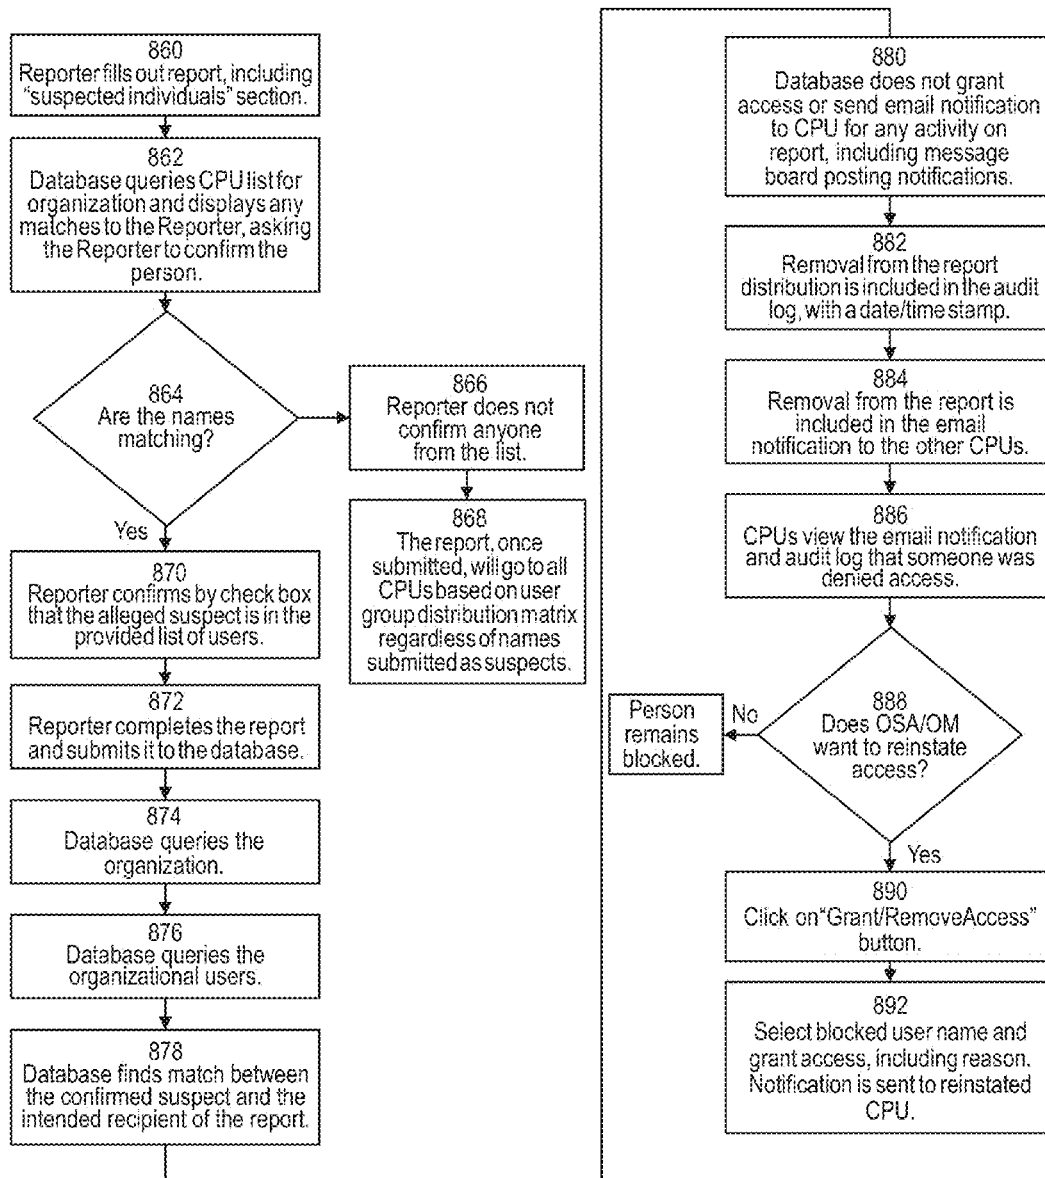 860
Reporter fills out report, including
"suspected individuals" section.
862
Database queries CPU list for
organization and displays any
matches to the Reporter, asking
the Reporter to confirm the
person.
864
Are the names
matching?
866
Reporter does not
confirm anyone
from the list.
868
The report, once
submitted, will go to all
CPUs based on user
group distribution matrix
regardless of names
submitted as suspects.
Yes
870
Reporter confirms by check box
that the alleged suspect is in the
provided list of users.
872
Reporter completes the report
and submits it to the database.
874
Database queries the
organization.
876
Database queries the
organizational users.
878
Database finds match between
the confirmed suspect and the
intended recipient of the report.
880
Database does not grant
access or send email notification
to CPU for any activity on
report, including message
board posting notifications.
882
Removal from the report
distribution is included in the audit
log, with a date/time stamp.
884
Removal from the report is
included in the email
notification to the other CPUs.
886
CPUs view the email notification
and audit log that someone was
denied access.
888
Does OSA/OM
want to reinstate
access?
No
Person
remains
blocked.
Yes
890
Click on "Grant/RemoveAccess"
button.
892
Select blocked user name and
grant access, including reason.
Notification is sent to reinstated
CPU.